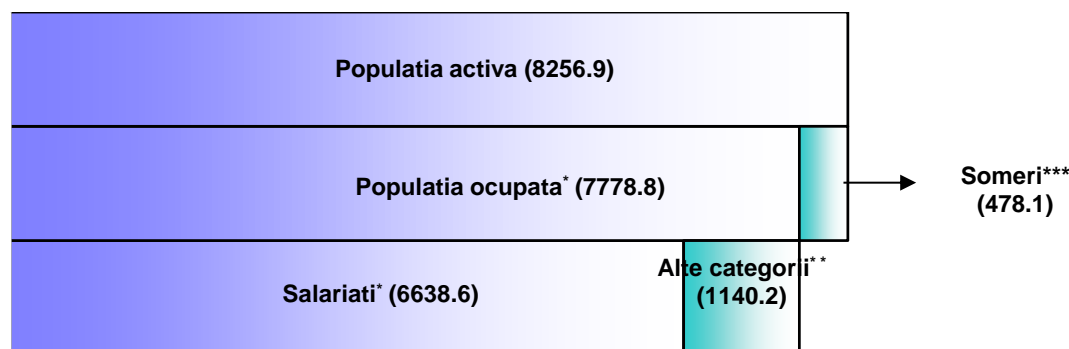 Populatia activa (8256.9)
Populatia ocupata* (7778.8)
Someri***
(478.1)
Salariati* (6638.6)
Alte categorii**
(1140.2)